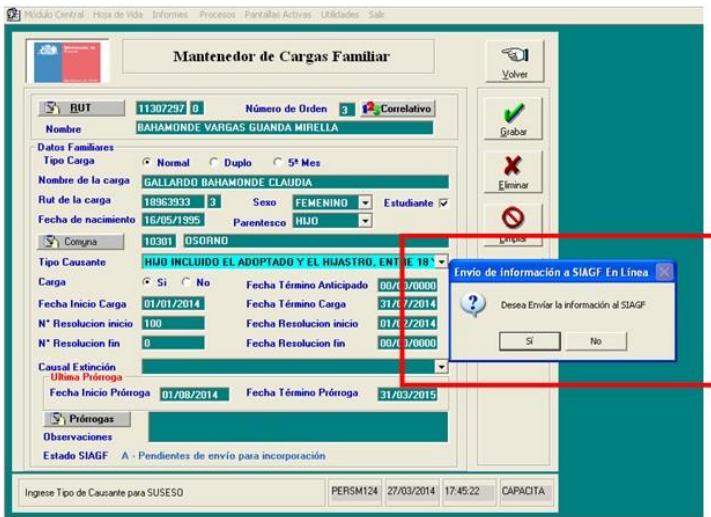 Módulo Central Hoja de Vida Informes Procesos Pantallas Activas Utilidades Salir
Mantenedor de Cargas Familiar
Volver
RUT 11307297 0 Número de Orden 3 Correlativo
Nombre BAHAMONDE VARGAS GUANDA MIRELLA
Grabar
Datos Familiares
Tipo Carga Normal Duplo 5ª Mes
Nombre de la carga GALLARDO BAHAMONDE CLAUDIA
Eliminar
Rut de la carga 18963933 3 Sexo FEMENINO Estudiante
Fecha de nacimiento 16/05/1995 Parentesco HIJO
Limpiar
Comuna 10301 OSORNO
Tipo Causante HIJO INCLUIDO EL ADOPTADO Y EL HIJASTRO, ENTRE 18
Envío de información a SIAGF En Línea
Desea Enviar la información al SIAGF
Sí No
Carga Si No Fecha Término Anticipado 00/00/0000
Fecha Inicio Carga 01/01/2014 Fecha Término Carga 31/07/2014
N° Resolucion inicio 100 Fecha Resolucion inicio 01/02/2014
N° Resolucion fin 0 Fecha Resolucion fin 00/00/0000
Causal Extinción
Ultima Prórroga
Fecha Inicio Prórroga 01/08/2014 Fecha Término Prórroga 31/03/2015
Prórrogas
Observaciones
Estado SIAGF A - Pendientes de envío para incorporación
Ingrese Tipo de Causante para SUSESO PERSM124 27/03/2014 17:45:22 CAPACITA